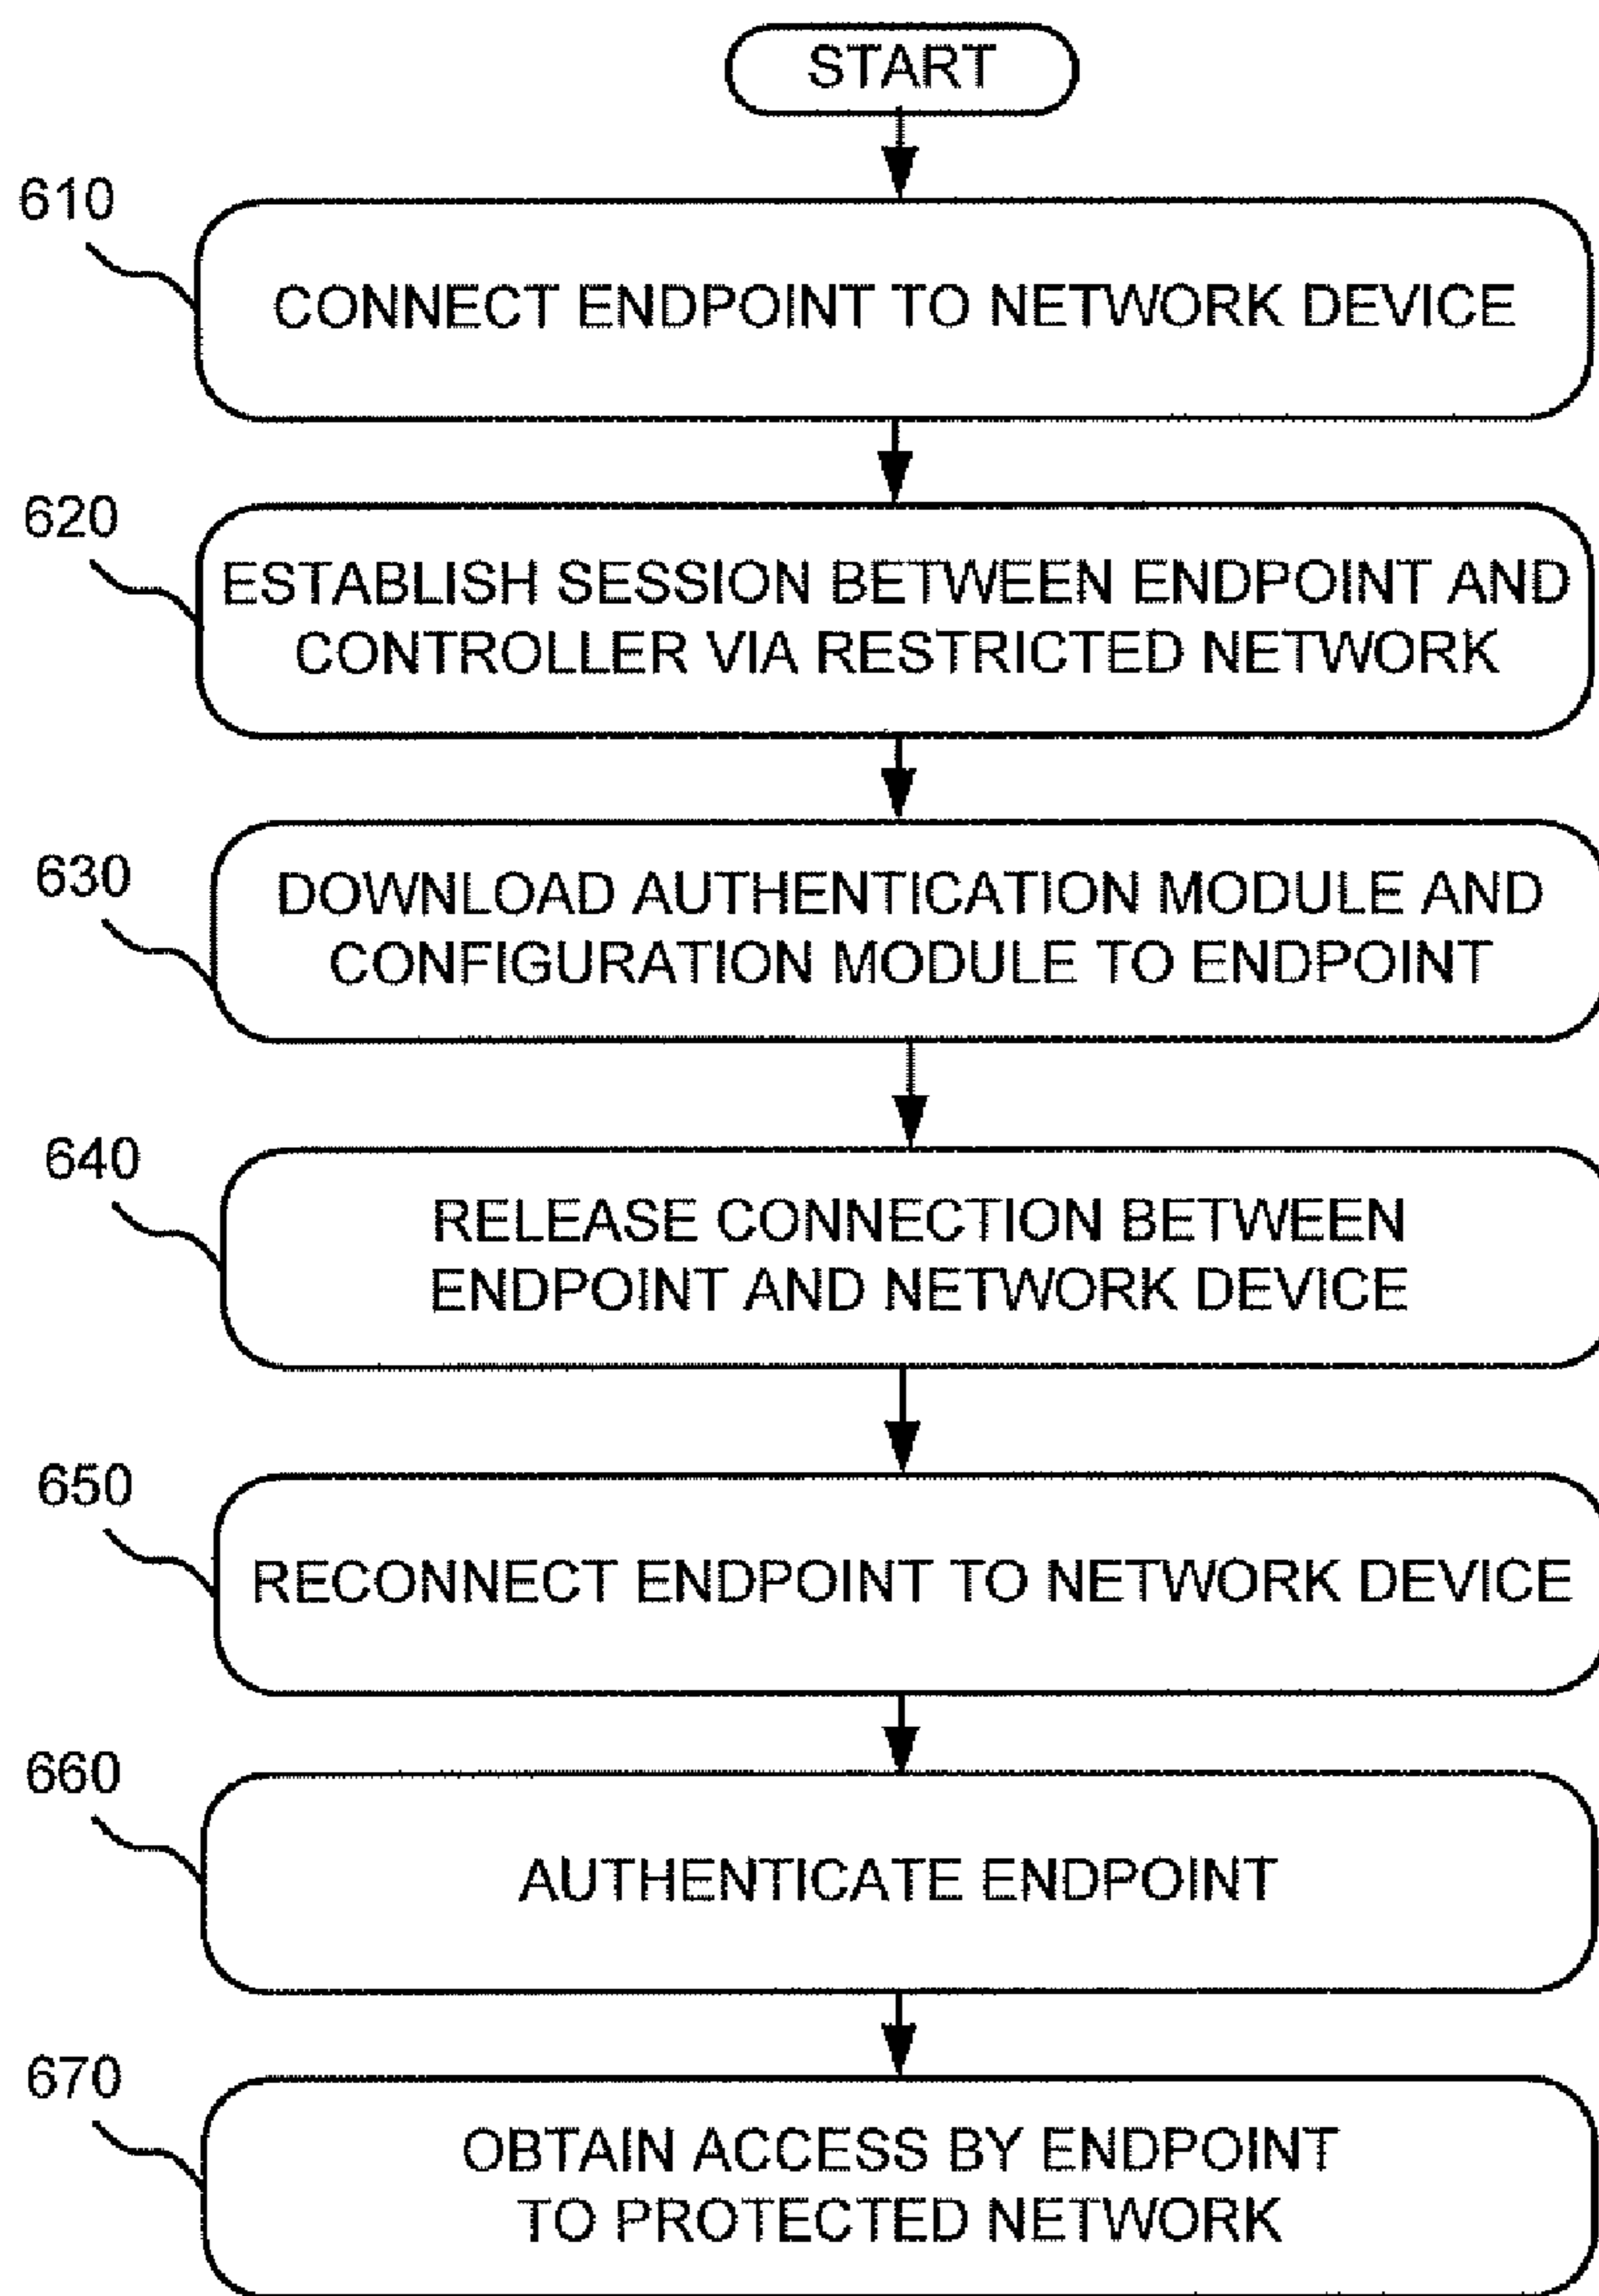 START
610
CONNECT ENDPOINT TO NETWORK DEVICE
620
ESTABLISH SESSION BETWEEN ENDPOINT AND
CONTROLLER VIA RESTRICTED NETWORK
630
DOWNLOAD AUTHENTICATION MODULE AND
CONFIGURATION MODULE TO ENDPOINT
640
RELEASE CONNECTION BETWEEN
ENDPOINT AND NETWORK DEVICE
650
RECONNECT ENDPOINT TO NETWORK DEVICE
660
AUTHENTICATE ENDPOINT
670
OBTAIN ACCESS BY ENDPOINT
TO PROTECTED NETWORK